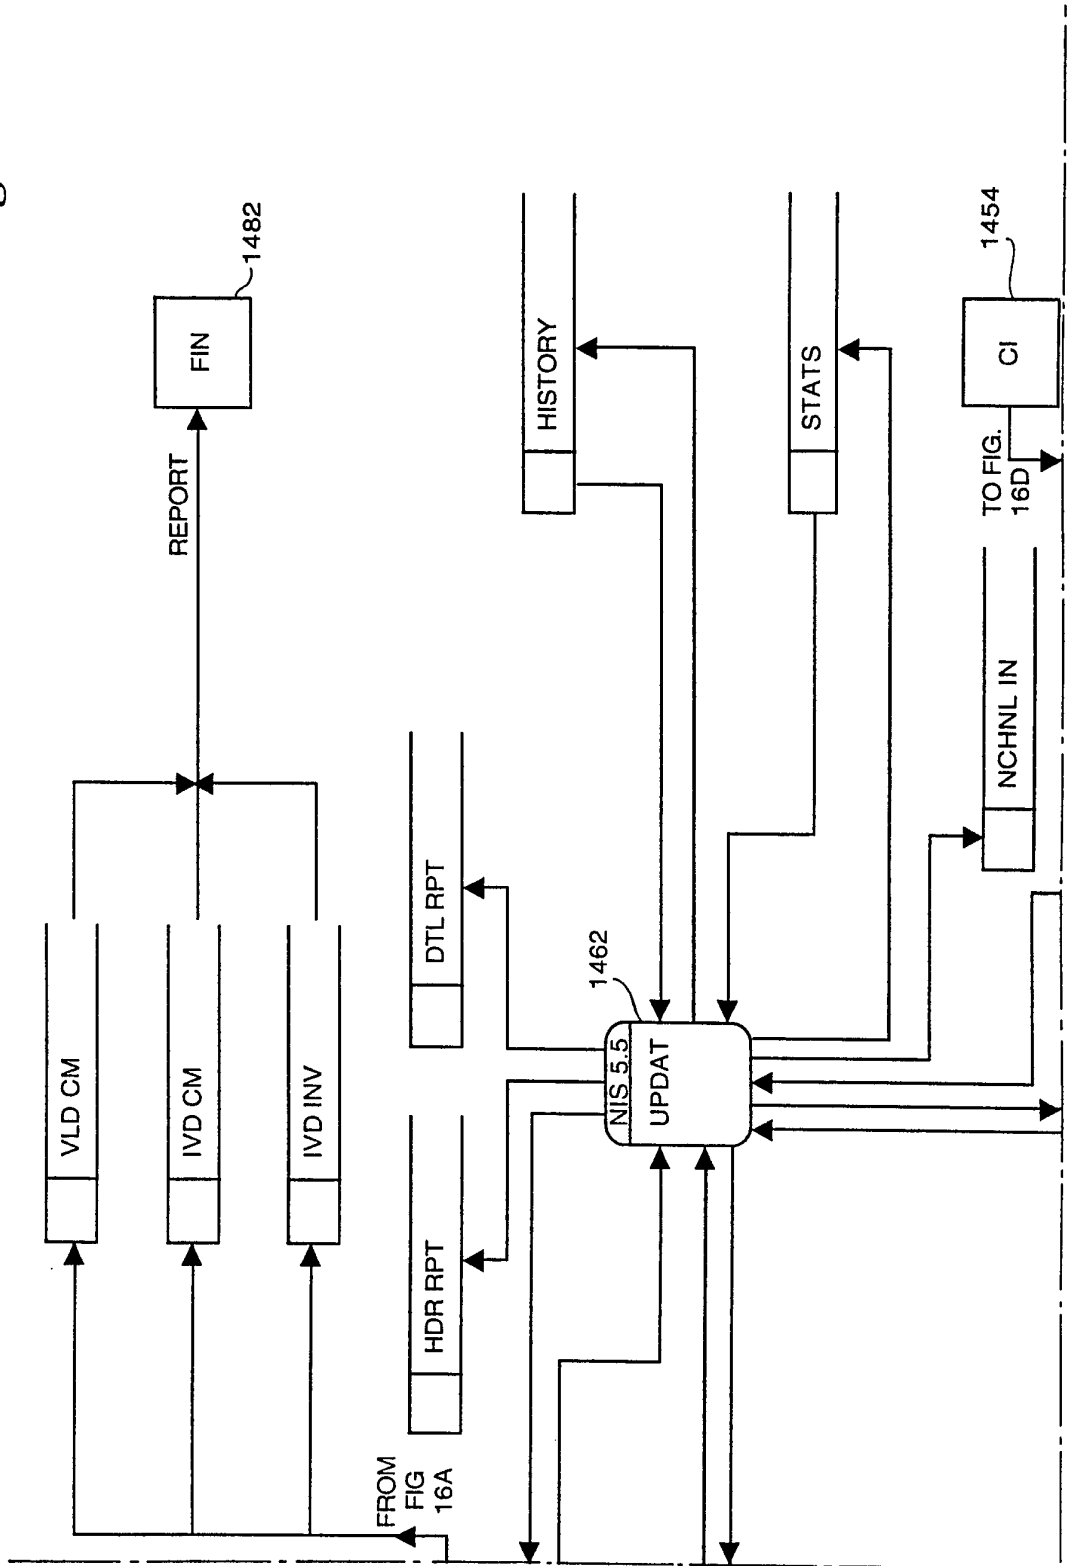 VLD CM
IVD CM
IVD INV
REPORT
FIN
1482
FROM
FIG
16A
HDR RPT
DTL RPT
HISTORY
NIS 5.5
UPDAT
1462
STATS
NCHNL IN
TO FIG.
16D
CI
1454